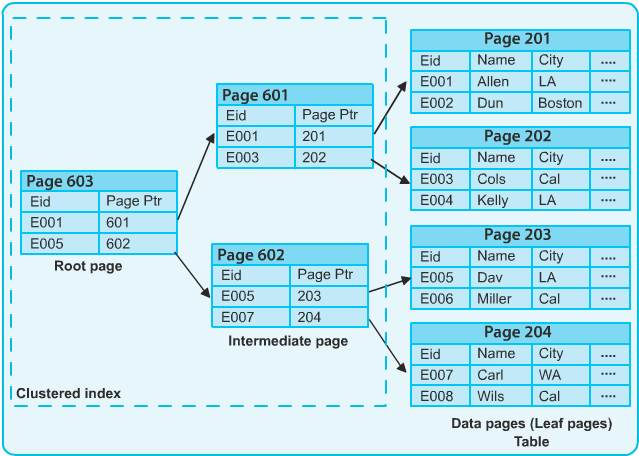 Page 603
Eid Page Ptr
E001 601
E005 602
Root page
Page 601
Eid Page Ptr
E001 201
E003 202
Page 602
Eid Page Ptr
E005 203
E007 204
Intermediate page
Clustered index
Page 201
Eid Name City ....
E001 Allen LA ....
E002 Dun Boston ....
Page 202
Eid Name City ....
E003 Cols Cal ....
E004 Kelly LA ....
Page 203
Eid Name City ....
E005 Dav LA ....
E006 Miller Cal ....
Page 204
Eid Name City ....
E007 Carl WA ....
E008 Wils Cal ....
Data pages (Leaf pages)
Table